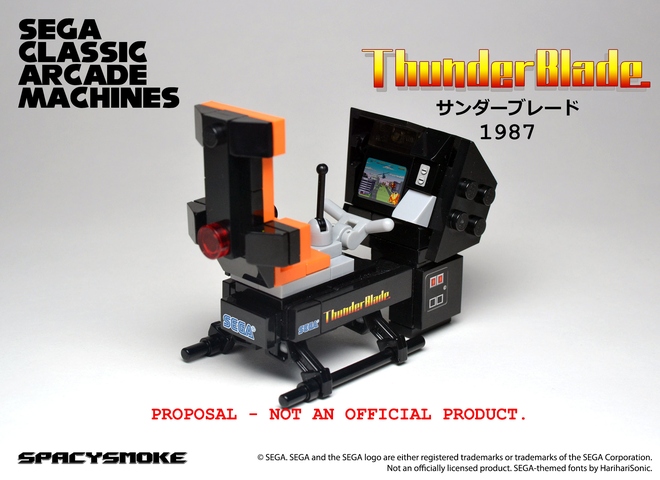 SEGA
CLASSIC
ARCADE
MACHINES
ThunderBlade.
サンダーブレード
1987
SEGA®
SEGA®
ThunderBlade.
PROPOSAL - NOT AN OFFICIAL PRODUCT.
SPACYSMOKE
© SEGA. SEGA and the SEGA logo are either registered trademarks or trademarks of the SEGA Corporation.
Not an officially licensed product. SEGA-themed fonts by HarihariSonic.